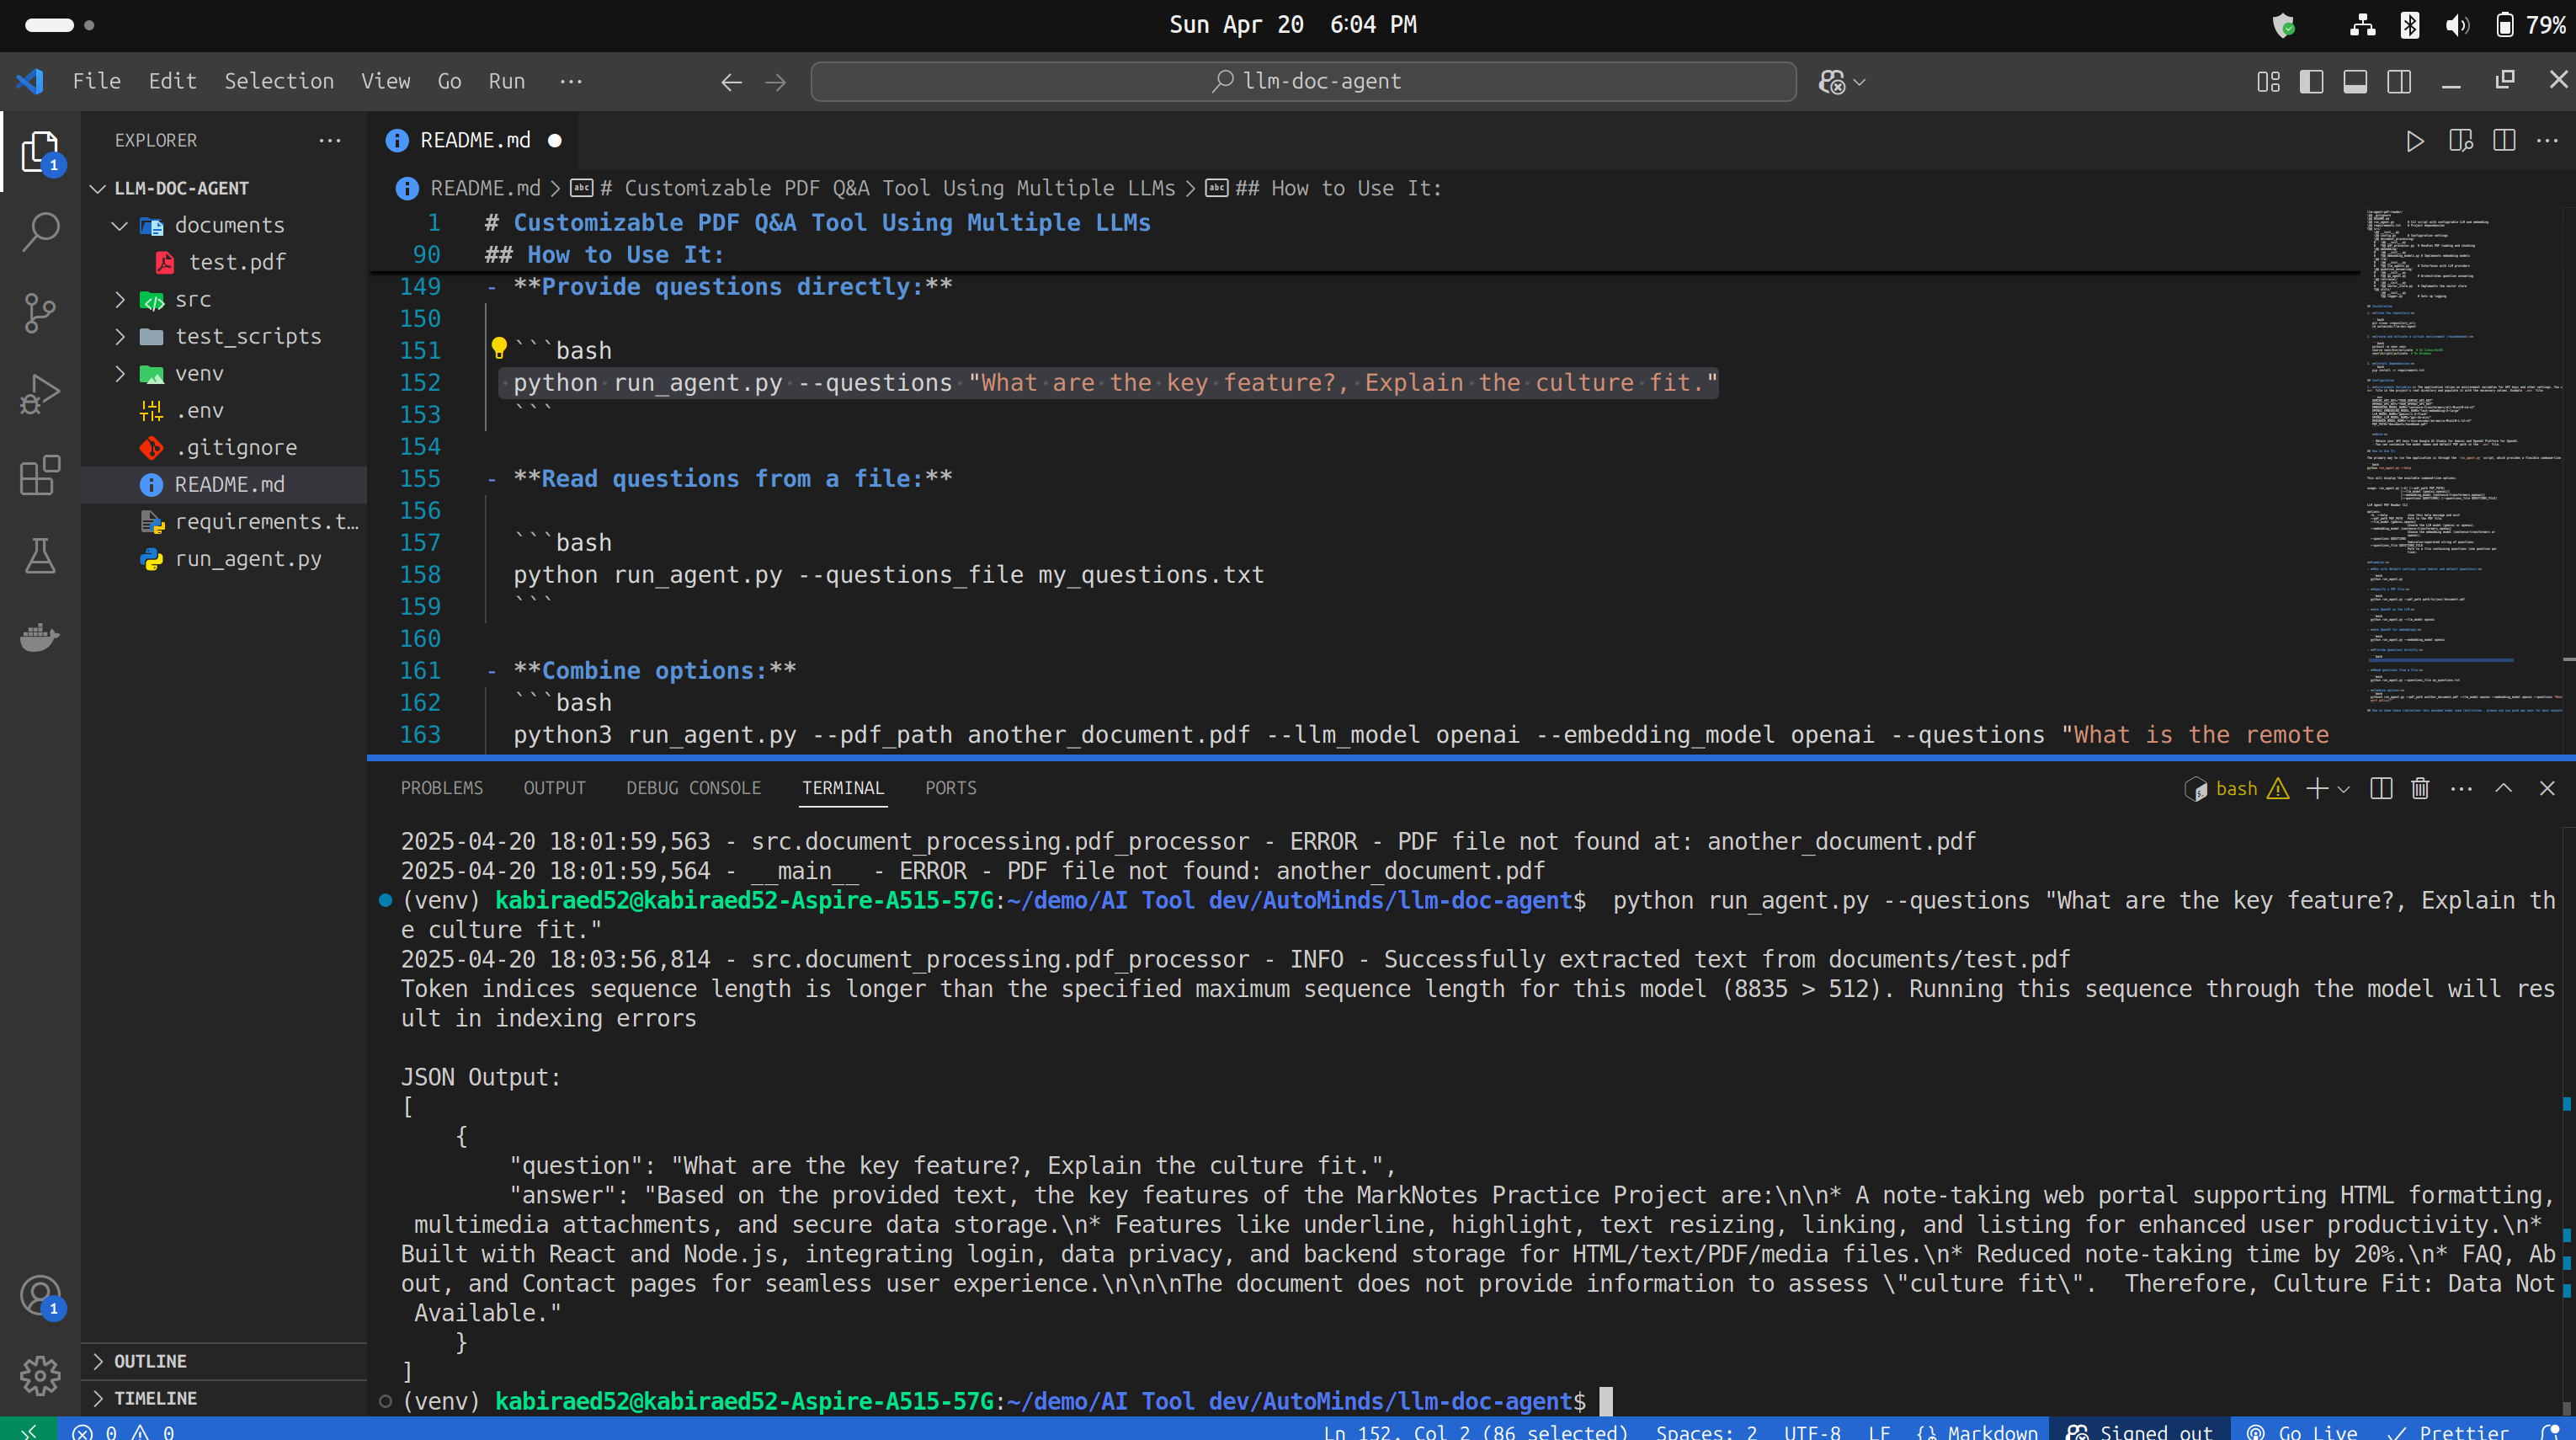 Sun Apr 20 6:04 PM
79%
File Edit Selection View Go Run ...
llm-doc-agent
EXPLORER
1
LLM-DOC-AGENT
documents
test.pdf
src
test_scripts
venv
.env
.gitignore
README.md
requirements.t...
run_agent.py
1
OUTLINE
TIMELINE
README.md
README.md > # Customizable PDF Q&A Tool Using Multiple LLMs > ## How to Use It:
1 # Customizable PDF Q&A Tool Using Multiple LLMs
90 ## How to Use It:
149 - **Provide questions directly:**
150
151 ```bash
152 python run_agent.py --questions "What are the key feature?, Explain the culture fit."
153 ```
154
155 - **Read questions from a file:**
156
157 ```bash
158 python run_agent.py --questions_file my_questions.txt
159 ```
160
161 - **Combine options:**
162 ```bash
163 python3 run_agent.py --pdf_path another_document.pdf --llm_model openai --embedding_model openai --questions "What is the remote
PROBLEMS OUTPUT DEBUG CONSOLE TERMINAL PORTS
bash
2025-04-20 18:01:59,563 - src.document_processing.pdf_processor - ERROR - PDF file not found at: another_document.pdf
2025-04-20 18:01:59,564 - __main__ - ERROR - PDF file not found: another_document.pdf
(venv) kabiraed52@kabiraed52-Aspire-A515-57G:~/demo/AI Tool dev/AutoMinds/llm-doc-agent$ python run_agent.py --questions "What are the key feature?, Explain th
e culture fit."
2025-04-20 18:03:56,814 - src.document_processing.pdf_processor - INFO - Successfully extracted text from documents/test.pdf
Token indices sequence length is longer than the specified maximum sequence length for this model (8835 > 512). Running this sequence through the model will res
ult in indexing errors
JSON Output:
[
{
"question": "What are the key feature?, Explain the culture fit.",
"answer": "Based on the provided text, the key features of the MarkNotes Practice Project are:\n\n* A note-taking web portal supporting HTML formatting,
multimedia attachments, and secure data storage.\n* Features like underline, highlight, text resizing, linking, and listing for enhanced user productivity.\n*
Built with React and Node.js, integrating login, data privacy, and backend storage for HTML/text/PDF/media files.\n* Reduced note-taking time by 20%.\n* FAQ, Ab
out, and Contact pages for seamless user experience.\n\n\nThe document does not provide information to assess \"culture fit\".  Therefore, Culture Fit: Data Not
Available."
}
]
(venv) kabiraed52@kabiraed52-Aspire-A515-57G:~/demo/AI Tool dev/AutoMinds/llm-doc-agent$
0 0 Ln 152, Col 2 (86 selected) Spaces: 2 UTF-8 LF Markdown Signed out Go Live Prettier